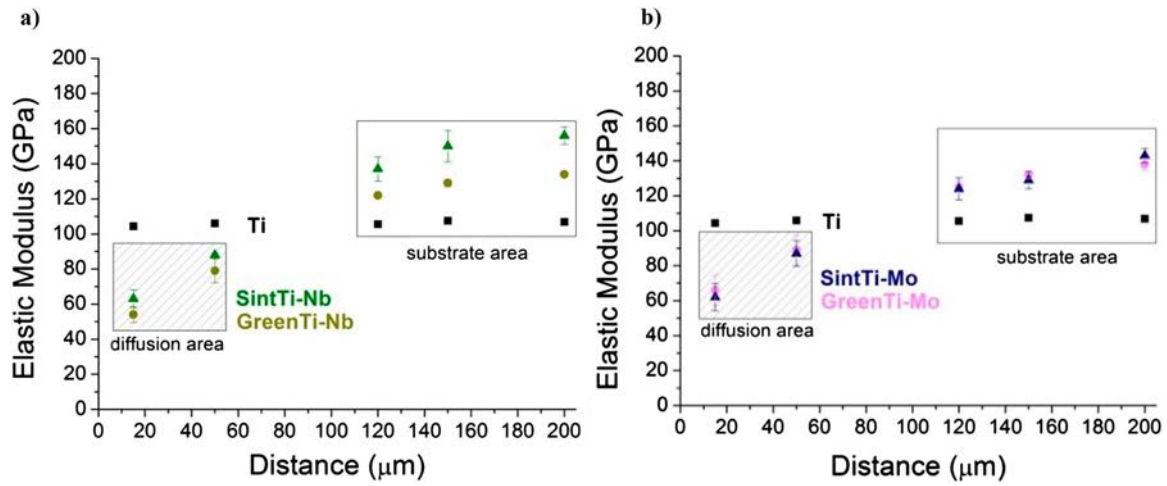 a)
Elastic Modulus (GPa)
200
180
160
140
120
100
80
60
40
20
0
Ti
substrate area
SintTi-Nb
GreenTi-Nb
diffusion area
0 20 40 60 80 100 120 140 160 180 200
Distance (μm)
b)
Elastic Modulus (GPa)
200
180
160
140
120
100
80
60
40
20
0
Ti
substrate area
SintTi-Mo
GreenTi-Mo
diffusion area
0 20 40 60 80 100 120 140 160 180 200
Distance (μm)